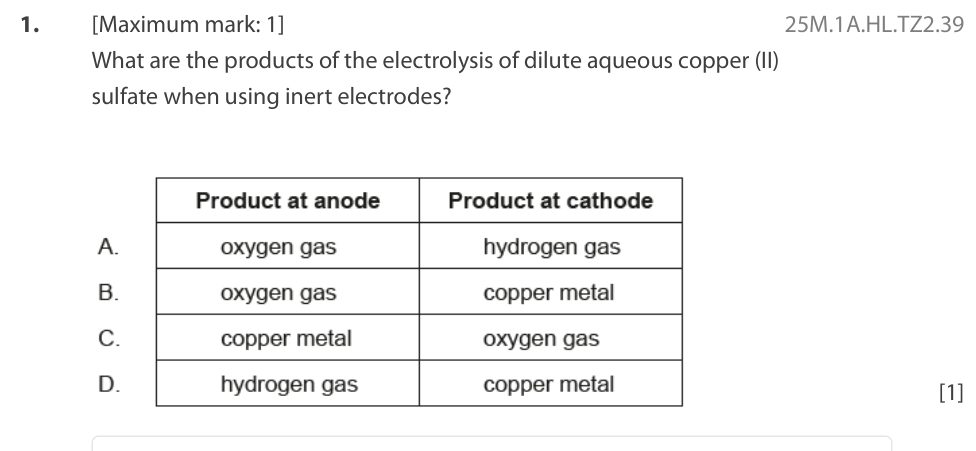 1. [Maximum mark: 1] 25M.1A.HL.TZ2.39
What are the products of the electrolysis of dilute aqueous copper (II)
sulfate when using inert electrodes?
Product at anode Product at cathode
A. oxygen gas hydrogen gas
B. oxygen gas copper metal
C. copper metal oxygen gas
D. hydrogen gas copper metal
[1]